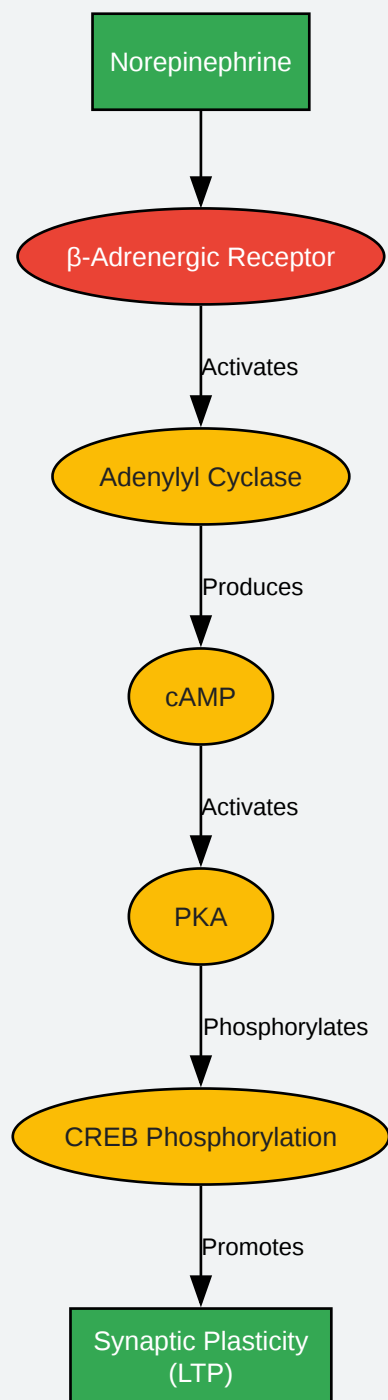 Norepinephrine
β-Adrenergic Receptor
Activates
Adenylyl Cyclase
Produces
cAMP
Activates
PKA
Phosphorylates
CREB Phosphorylation
Promotes
Synaptic Plasticity
(LTP)